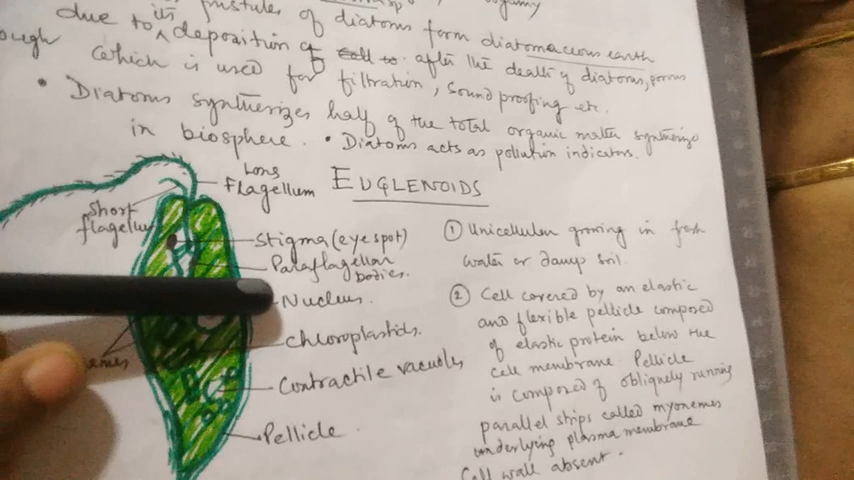 its pustules of diatoms form diatomaceous earth
due to deposition of after the death of diatoms, porous
which is used for filtration, sound proofing etc.
• Diatoms synthesizes half of the total organic matter synthesize
in biosphere. • Diatoms acts as pollution indicators.
EUGLENOIDS
Long
Flagellum
Short
flagellum
Stigma (eye spot)
Paraflagellar
bodies.
Nucleus.
Chloroplastids.
Contractile vacuoles
Pellicle
① Unicellular growing in fresh
water or damp soil.
② Cell covered by an elastic
and flexible pellicle composed
of elastic protein below the
cell membrane. Pellicle
is composed of obliquely running
parallel strips called myonemes
underlying plasma membrane
Cell wall absent.